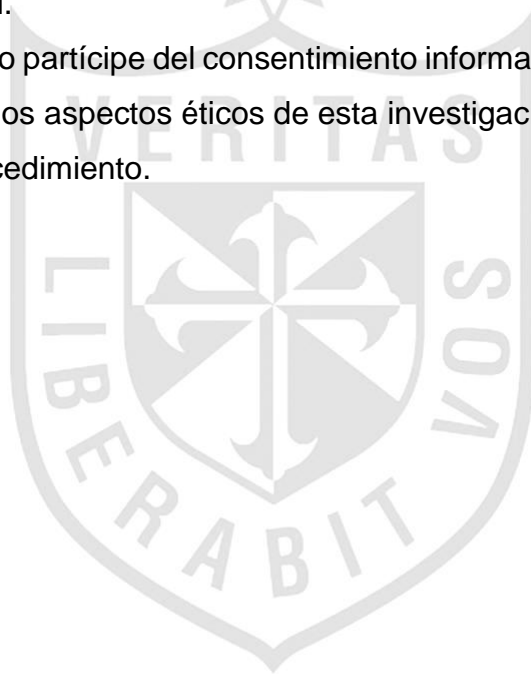 l.
o partícipe del consentimiento informa
os aspectos éticos de esta investigac
cedimiento.
VERITAS
LIBERABIT
VOS